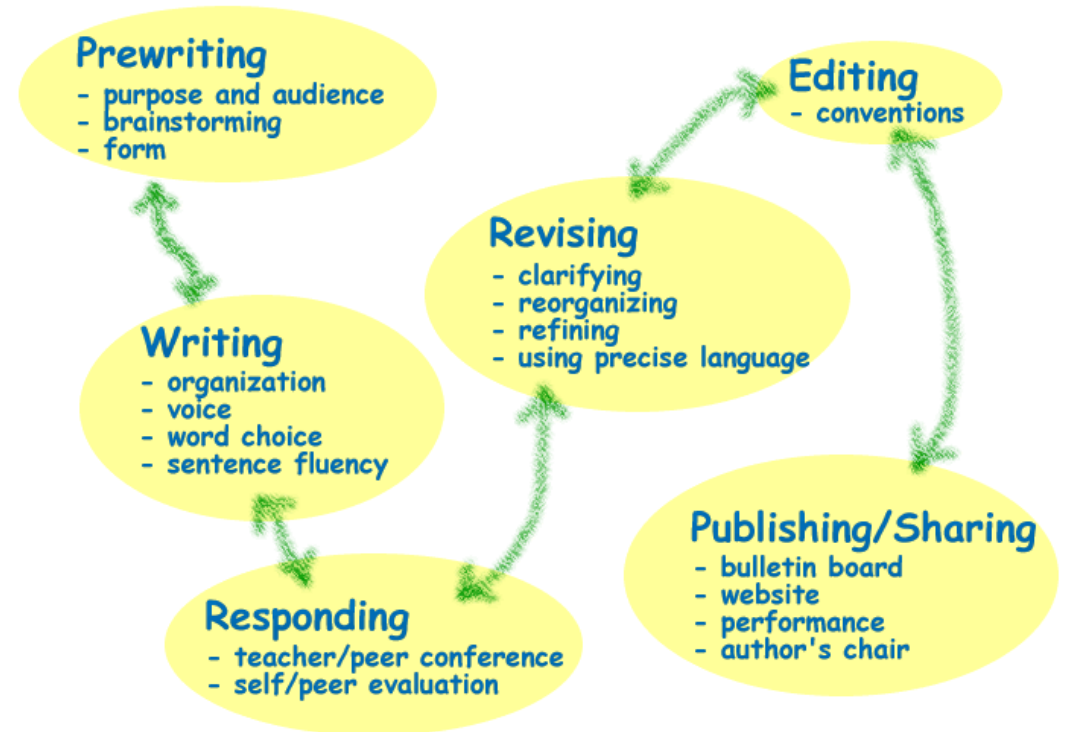 Prewriting
- purpose and audience
- brainstorming
- form
Writing
- organization
- voice
- word choice
- sentence fluency
Responding
- teacher/peer conference
- self/peer evaluation
Revising
- clarifying
- reorganizing
- refining
- using precise language
Editing
- conventions
Publishing/Sharing
- bulletin board
- website
- performance
- author's chair